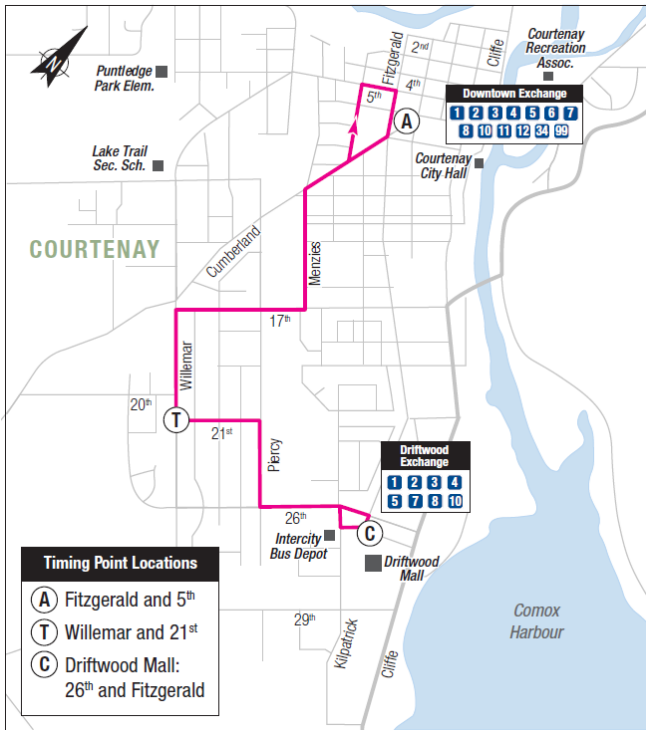 N
Puntledge
Park Elem.
2nd
Fitzgerald
Cliffe
Courtenay
Recreation
Assoc.
5th
4th
A
Downtown Exchange
1 2 3 4 5 6 7
8 10 11 12 34 99
Lake Trail
Sec. Sch.
Courtenay
City Hall
COURTENAY
Cumberland
Menzies
17th
Willemar
20th
T
21st
Piercy
Driftwood
Exchange
1 2 3 4
5 7 8 10
26th
Intercity
Bus Depot
C
Driftwood
Mall
29th
Kilpatrick
Cliffe
Comox
Harbour
Timing Point Locations
A Fitzgerald and 5th
T Willemar and 21st
C Driftwood Mall:
26th and Fitzgerald